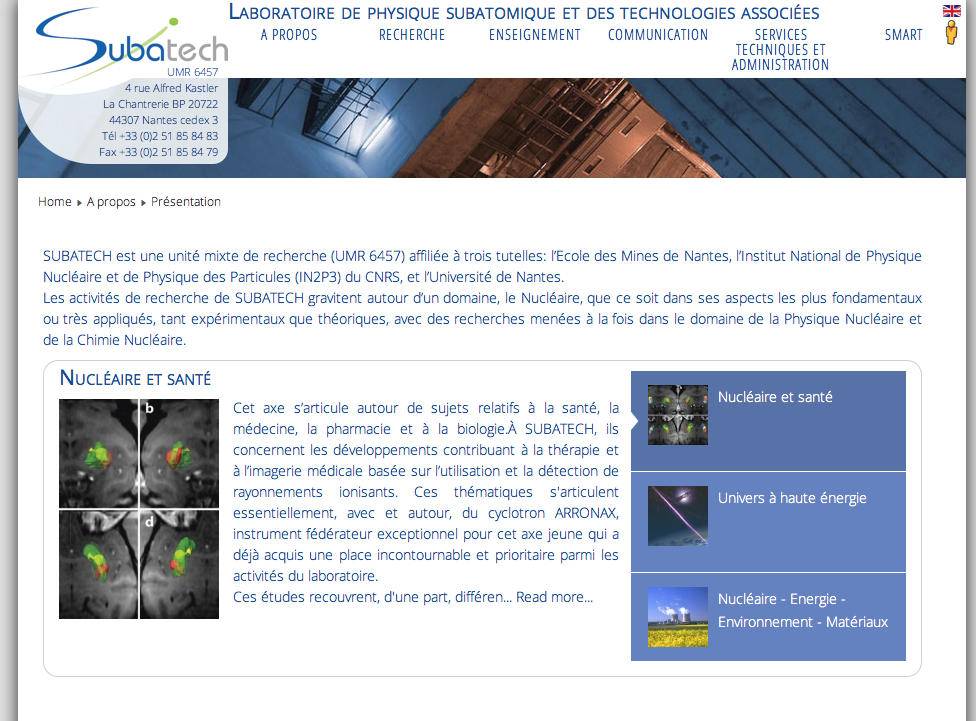 Subatech
LABORATOIRE DE PHYSIQUE SUBATOMIQUE ET DES TECHNOLOGIES ASSOCIÉES
A PROPOS
RECHERCHE
ENSEIGNEMENT
COMMUNICATION
SERVICES
TECHNIQUES ET
ADMINISTRATION
SMART
UMR 6457
4 rue Alfred Kastler
La Chantrerie BP 20722
44307 Nantes cedex 3
Tél +33 (0)2 51 85 84 83
Fax +33 (0)2 51 85 84 79
Home
A propos
Présentation
SUBATECH est une unité mixte de recherche (UMR 6457) affiliée à trois tutelles: l'Ecole des Mines de Nantes, l'Institut National de Physique
Nucléaire et de Physique des Particules (IN2P3) du CNRS, et l'Université de Nantes.
Les activités de recherche de SUBATECH gravitent autour d'un domaine, le Nucléaire, que ce soit dans ses aspects les plus fondamentaux
ou très appliqués, tant expérimentaux que théoriques, avec des recherches menées à la fois dans le domaine de la Physique Nucléaire et
de la Chimie Nucléaire.
NUCLÉAIRE ET SANTÉ
b
d
Cet axe s'articule autour de sujets relatifs à la santé, la
médecine, la pharmacie et à la biologie.À SUBATECH, ils
concernent les développements contribuant à la thérapie et
à l'imagerie médicale basée sur l'utilisation et la détection de
rayonnements ionisants. Ces thématiques s'articulent
essentiellement, avec et autour, du cyclotron ARRONAX,
instrument fédérateur exceptionnel pour cet axe jeune qui a
déjà acquis une place incontournable et prioritaire parmi les
activités du laboratoire.
Ces études recouvrent, d'une part, différen... Read more...
Nucléaire et santé
Univers à haute énergie
Nucléaire - Energie -
Environnement - Matériaux